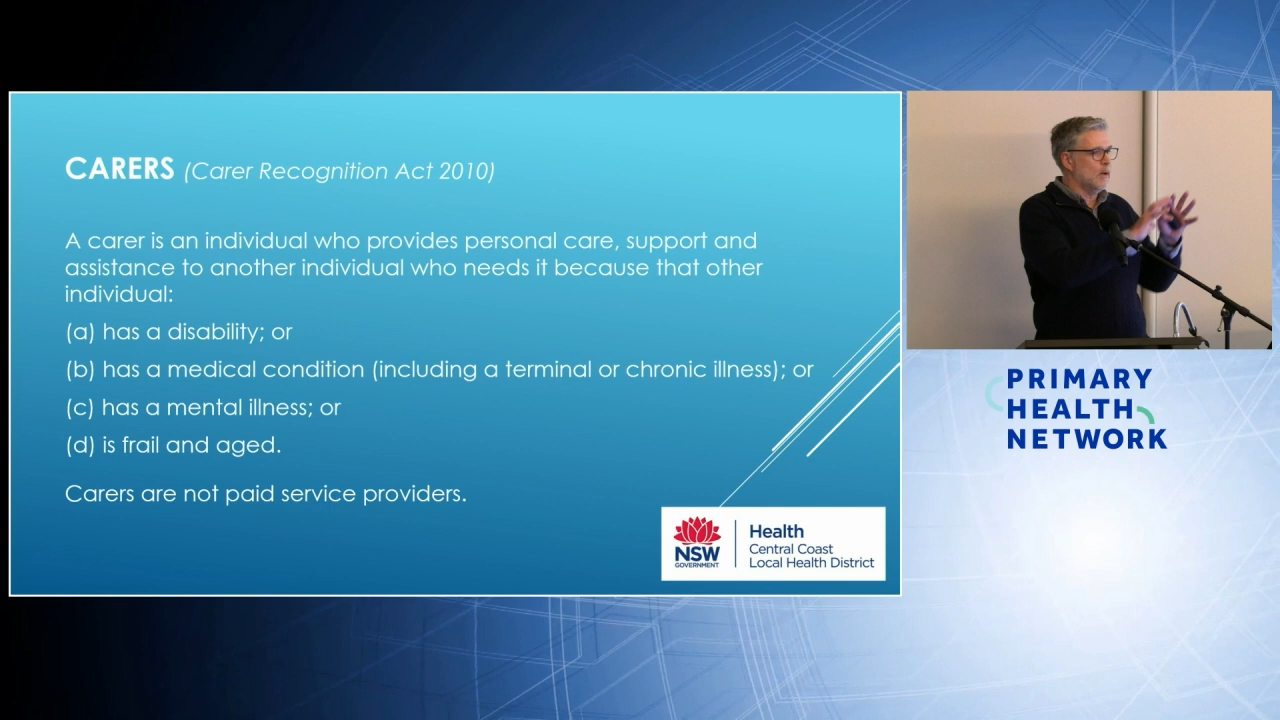 CARERS (Carer Recognition Act 2010)
A carer is an individual who provides personal care, support and
assistance to another individual who needs it because that other
individual:
(a) has a disability; or
(b) has a medical condition (including a terminal or chronic illness); or
(c) has a mental illness; or
(d) is frail and aged.
Carers are not paid service providers.
NSW
GOVERNMENT
Health
Central Coast
Local Health District
PRIMARY
HEALTH
NETWORK